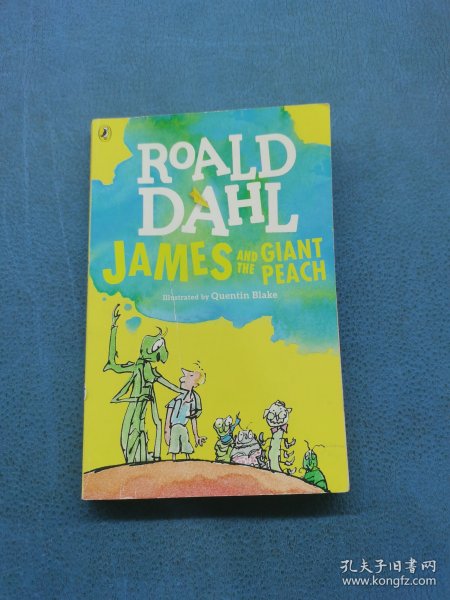 ROALD
DAHL
JAMES AND THE GIANT PEACH
Illustrated by Quentin Blake
孔夫子旧书网
www.kongfz.com